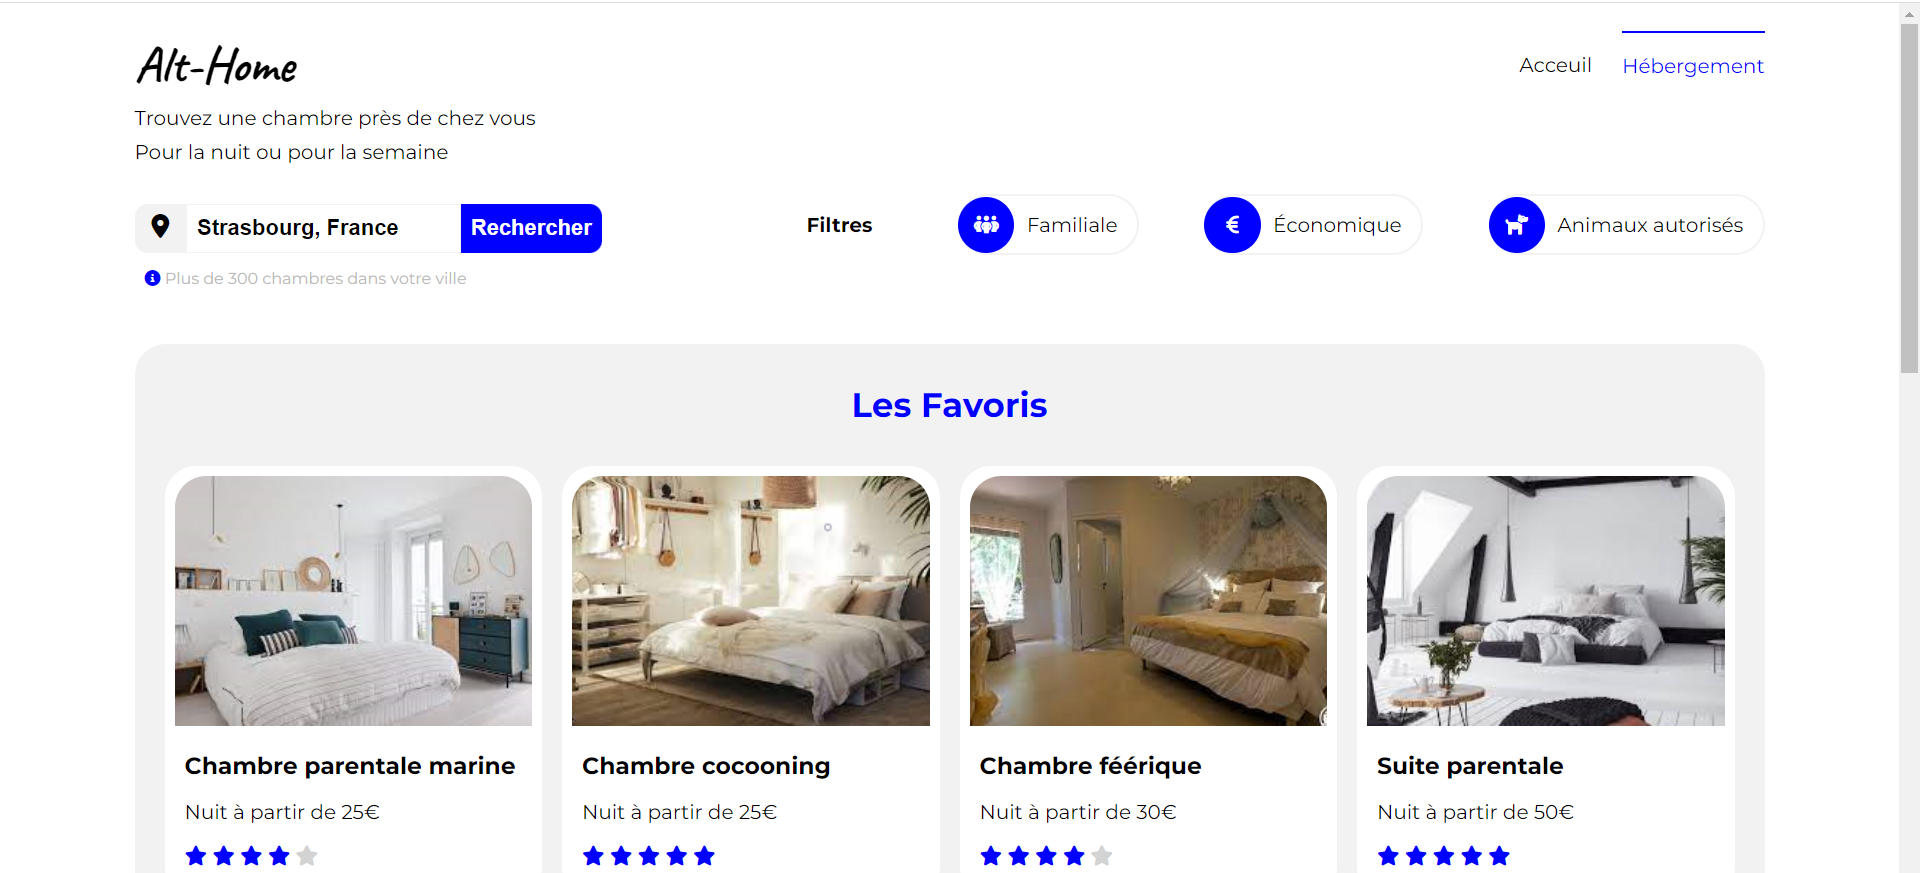 Alt-Home
Acceuil
Hébergement
Trouvez une chambre près de chez vous
Pour la nuit ou pour la semaine
Strasbourg, France
Rechercher
Filtres
Familiale
€ Économique
Animaux autorisés
Plus de 300 chambres dans votre ville
Les Favoris
Chambre parentale marine
Nuit à partir de 25€
Chambre cocooning
Nuit à partir de 25€
Chambre féérique
Nuit à partir de 30€
Suite parentale
Nuit à partir de 50€